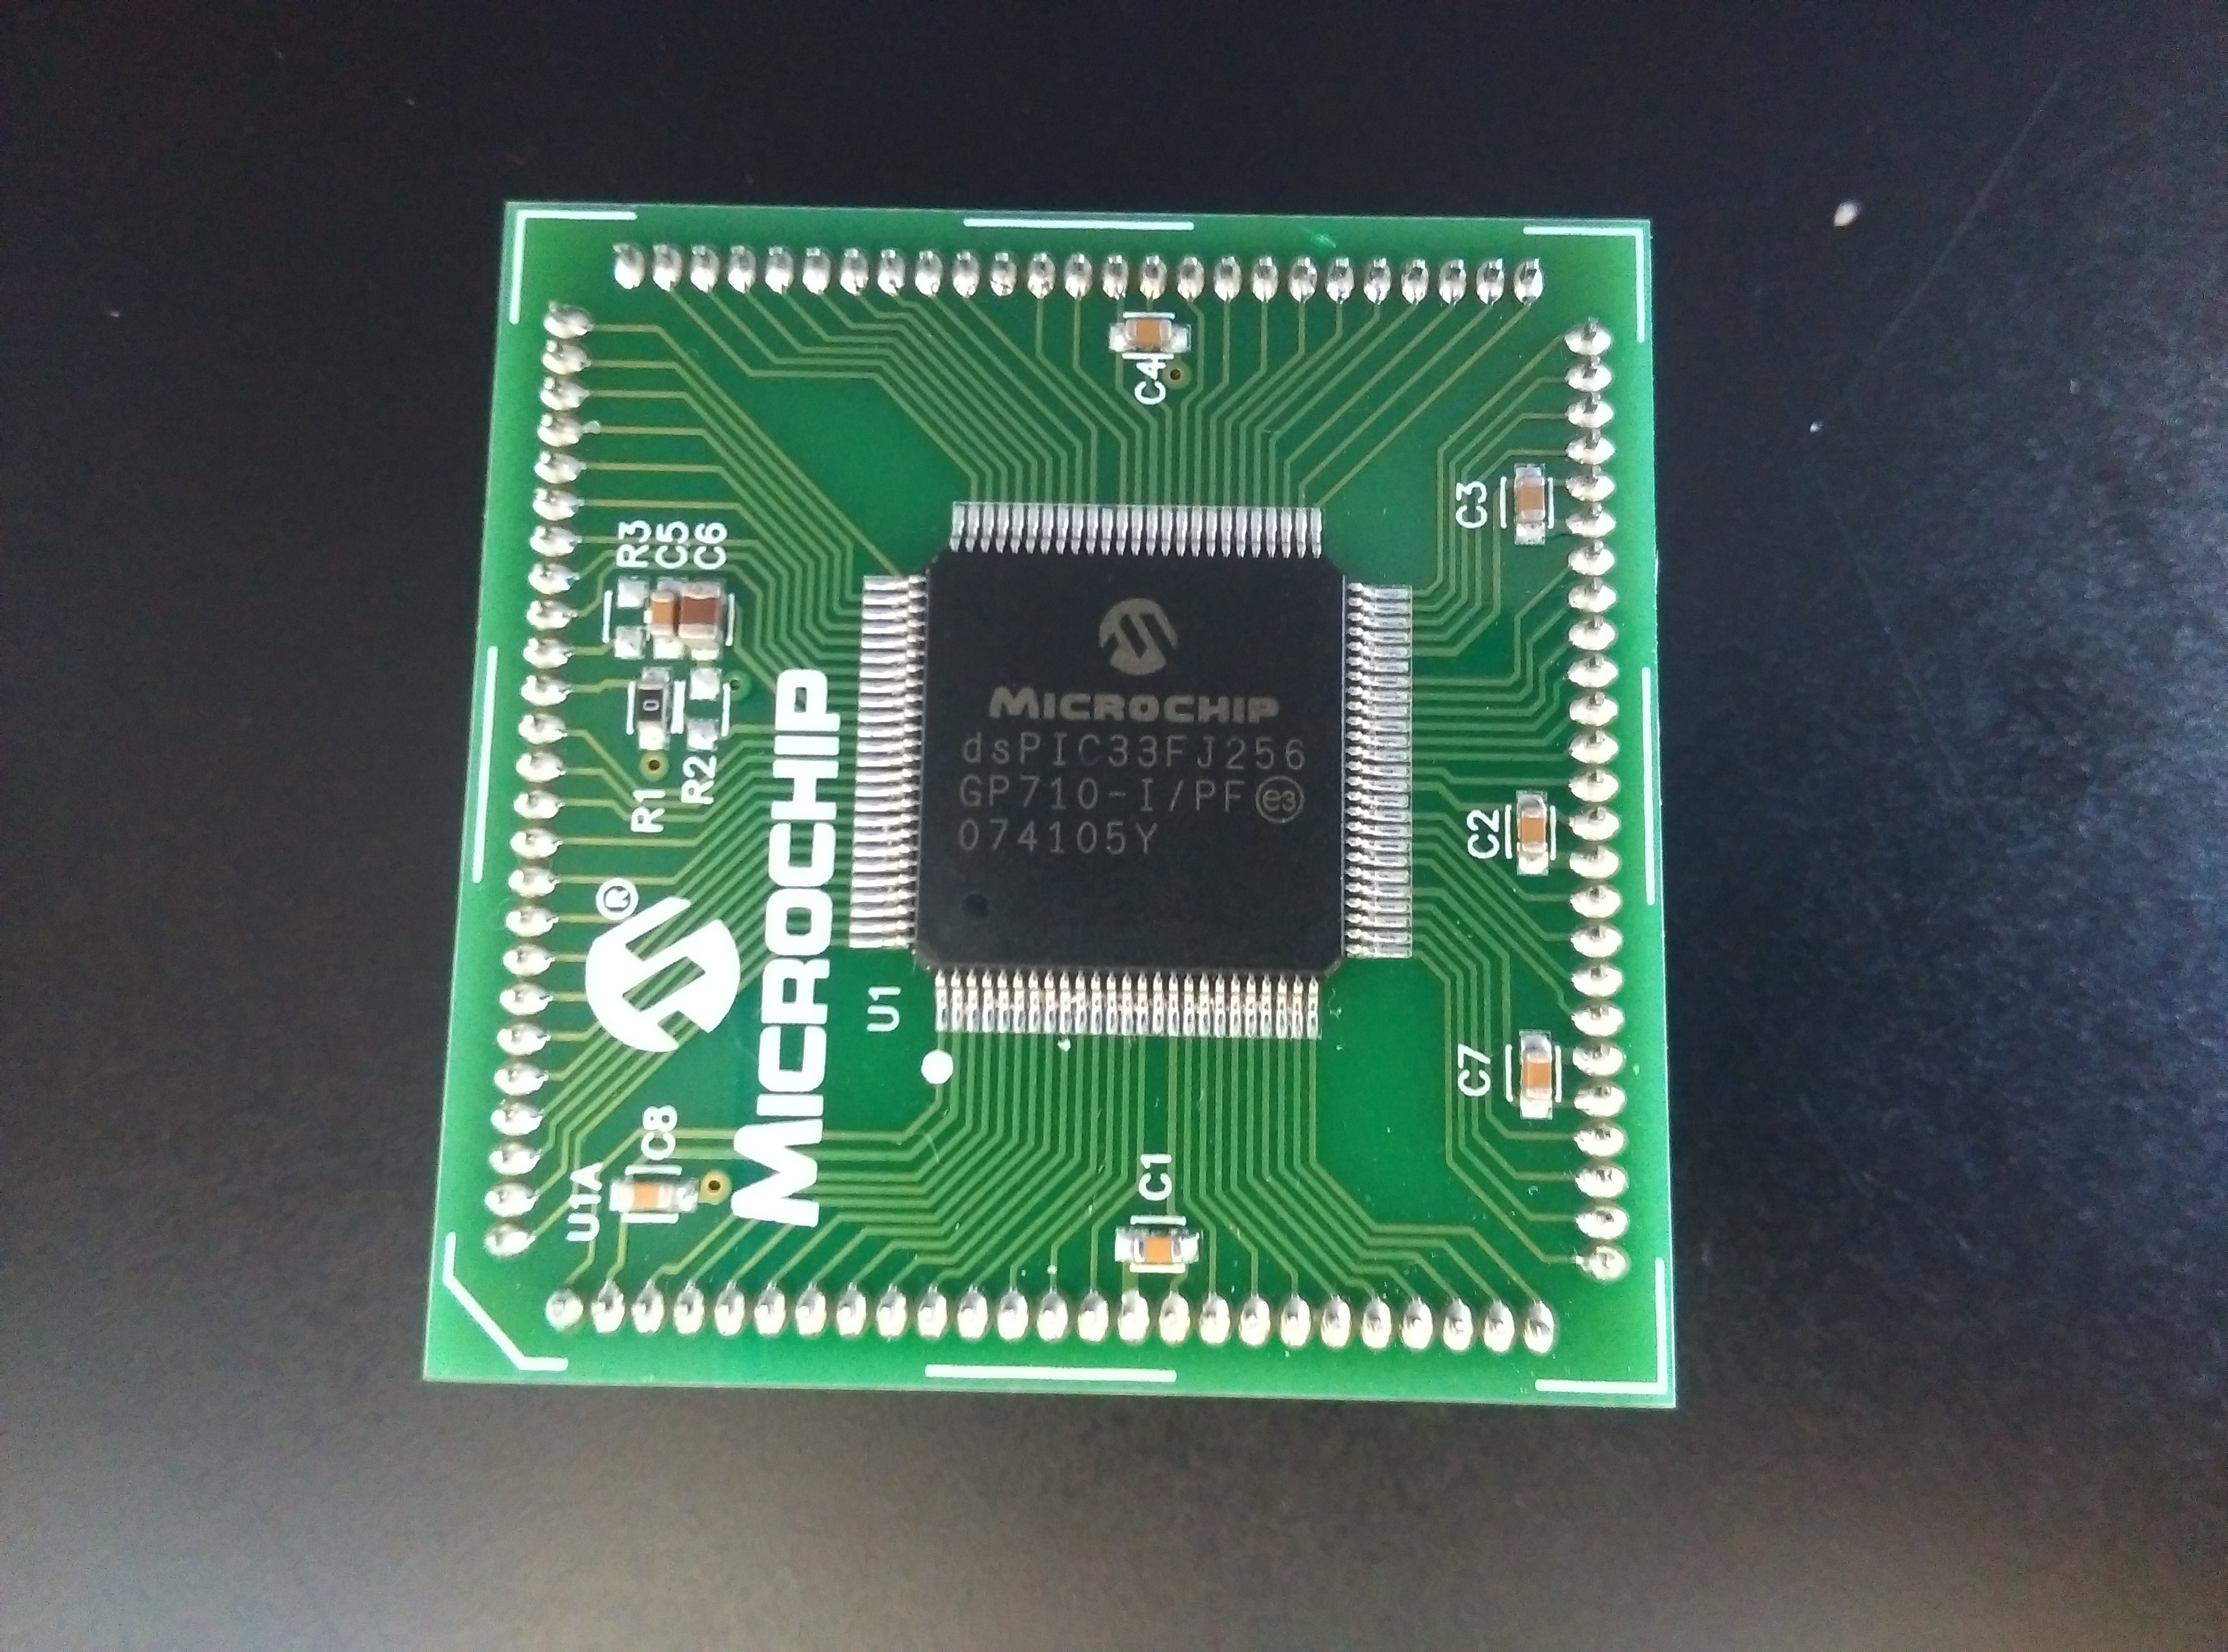 C4
C3
R3
C5
C6
MICROCHIP
dsPIC33FJ256
GP710-I/PF e3
074105Y
0
R1
R2
C2
®
MICROCHIP
U1
C7
C8
U1A
C1